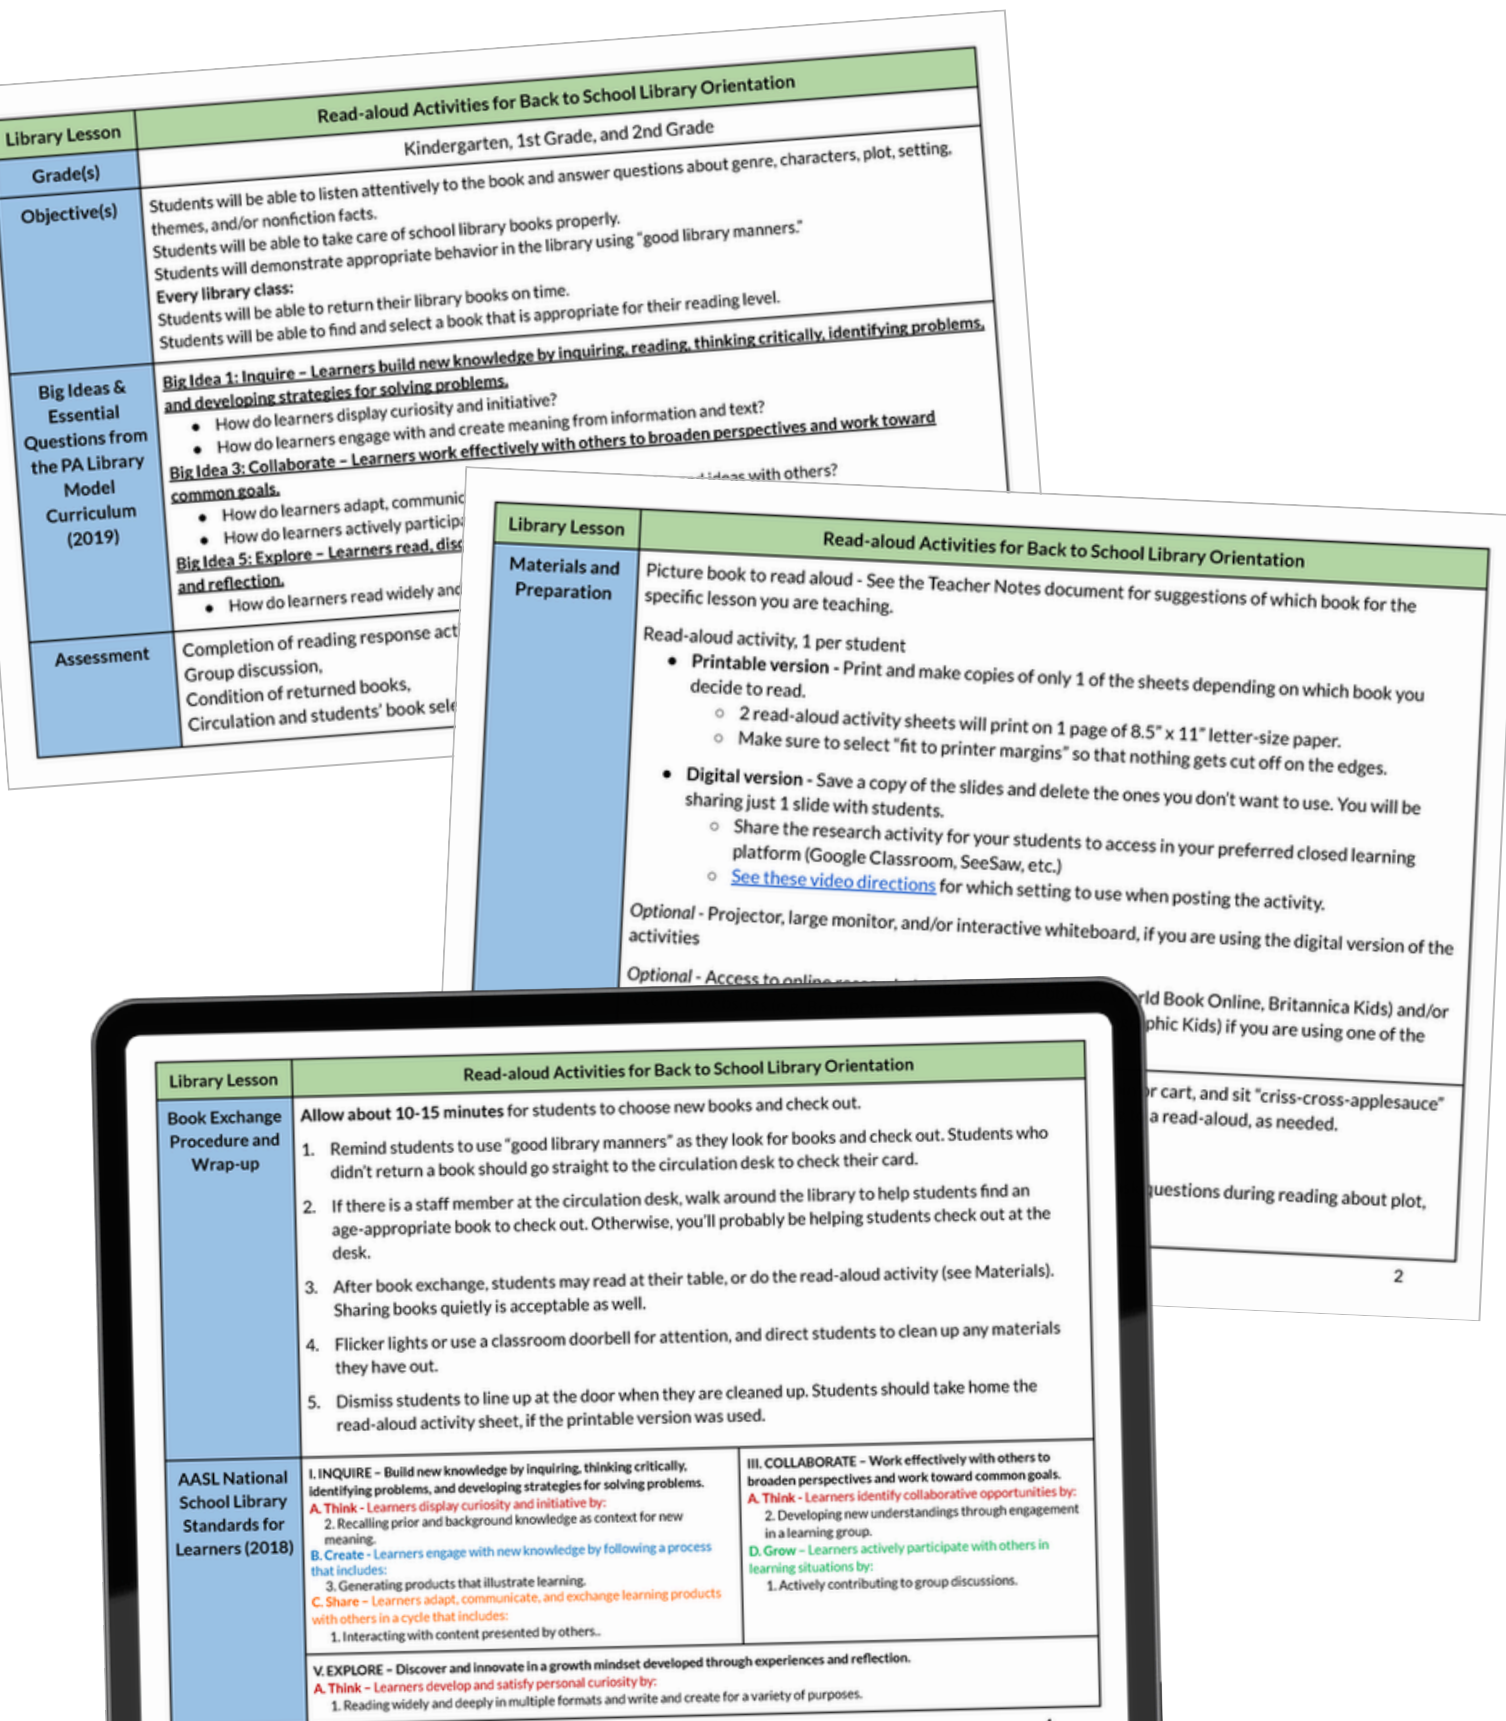 Library Lesson
Read-aloud Activities for Back to School Library Orientation
Grade(s)
Kindergarten, 1st Grade, and 2nd Grade
Objective(s)
Students will be able to listen attentively to the book and answer questions about genre, characters, plot, setting,
themes, and/or nonfiction facts.
Students will be able to take care of school library books properly.
Students will demonstrate appropriate behavior in the library using "good library manners."
Every library class:
Students will be able to return their library books on time.
Students will be able to find and select a book that is appropriate for their reading level.
Big Ideas &
Essential
Questions from
the PA Library
Model
Curriculum
(2019)
Big Idea 1: Inquire – Learners build new knowledge by inquiring, reading, thinking critically, identifying problems,
and developing strategies for solving problems.
● How do learners display curiosity and initiative?
● How do learners engage with and create meaning from information and text?
Big Idea 3: Collaborate – Learners work effectively with others to broaden perspectives and work toward
common goals.
● How do learners adapt, communic
ideas with others?
● How do learners actively participa
Big Idea 5: Explore – Learners read, disc
and reflection.
● How do learners read widely and
Assessment
Completion of reading response act
Group discussion,
Condition of returned books,
Circulation and students' book sele
Library Lesson
Read-aloud Activities for Back to School Library Orientation
Materials and
Preparation
Picture book to read aloud - See the Teacher Notes document for suggestions of which book for the
specific lesson you are teaching.
Read-aloud activity, 1 per student
● Printable version - Print and make copies of only 1 of the sheets depending on which book you
decide to read.
○ 2 read-aloud activity sheets will print on 1 page of 8.5" x 11" letter-size paper.
○ Make sure to select "fit to printer margins" so that nothing gets cut off on the edges.
● Digital version - Save a copy of the slides and delete the ones you don't want to use. You will be
sharing just 1 slide with students.
○ Share the research activity for your students to access in your preferred closed learning
platform (Google Classroom, SeeSaw, etc.)
○ See these video directions for which setting to use when posting the activity.
Optional - Projector, large monitor, and/or interactive whiteboard, if you are using the digital version of the
activities
Optional - Access to online
rld Book Online, Britannica Kids) and/or
phic Kids) if you are using one of the
or cart, and sit "criss-cross-applesauce"
a read-aloud, as needed.
questions during reading about plot,
2
Library Lesson
Read-aloud Activities for Back to School Library Orientation
Book Exchange
Procedure and
Wrap-up
Allow about 10-15 minutes for students to choose new books and check out.
1. Remind students to use "good library manners" as they look for books and check out. Students who
didn't return a book should go straight to the circulation desk to check their card.
2. If there is a staff member at the circulation desk, walk around the library to help students find an
age-appropriate book to check out. Otherwise, you'll probably be helping students check out at the
desk.
3. After book exchange, students may read at their table, or do the read-aloud activity (see Materials).
Sharing books quietly is acceptable as well.
4. Flicker lights or use a classroom doorbell for attention, and direct students to clean up any materials
they have out.
5. Dismiss students to line up at the door when they are cleaned up. Students should take home the
read-aloud activity sheet, if the printable version was used.
AASL National
School Library
Standards for
Learners (2018)
I. INQUIRE – Build new knowledge by inquiring, thinking critically,
identifying problems, and developing strategies for solving problems.
A. Think - Learners display curiosity and initiative by:
2. Recalling prior and background knowledge as context for new
meaning.
B. Create - Learners engage with new knowledge by following a process
that includes:
3. Generating products that illustrate learning.
C. Share – Learners adapt, communicate, and exchange learning products
with others in a cycle that includes:
1. Interacting with content presented by others..
III. COLLABORATE – Work effectively with others to
broaden perspectives and work toward common goals.
A. Think - Learners identify collaborative opportunities by:
2. Developing new understandings through engagement
in a learning group.
D. Grow – Learners actively participate with others in
learning situations by:
1. Actively contributing to group discussions.
V. EXPLORE – Discover and innovate in a growth mindset developed through experiences and reflection.
A. Think – Learners develop and satisfy personal curiosity by:
1. Reading widely and deeply in multiple formats and write and create for a variety of purposes.